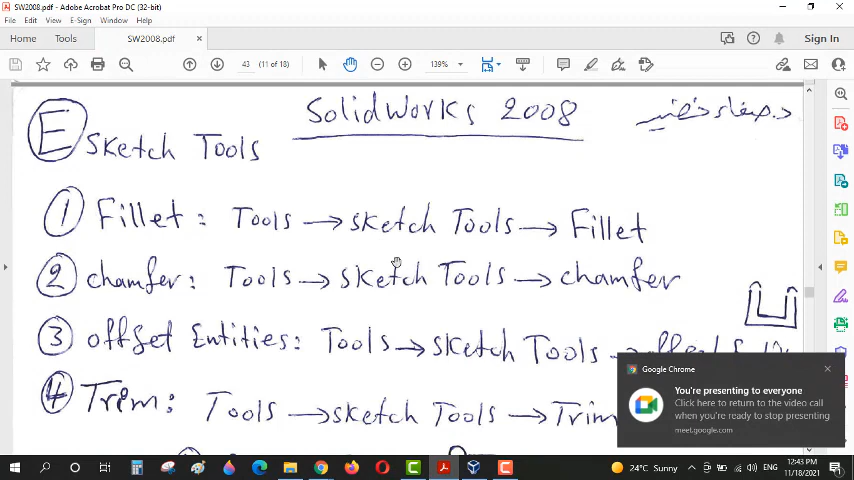 SW2008.pdf - Adobe Acrobat Pro DC (32-bit)
File Edit View E-Sign Window Help
Home Tools SW2008.pdf × Sign In
43 (11 of 18) 139%
SolidWorks 2008 د. صفاء خضير
E Sketch Tools
1 Fillet : Tools → sketch Tools → Fillet
2 chamfer : Tools → sketch Tools → chamfer
3 offset Entities : Tools → sketch Tools →
4 Trim : Tools → sketch Tools → Trim
Google Chrome ×
You're presenting to everyone
Click here to return to the video call
when you're ready to stop presenting
meet.google.com
24°C Sunny ENG 12:43 PM
11/18/2021